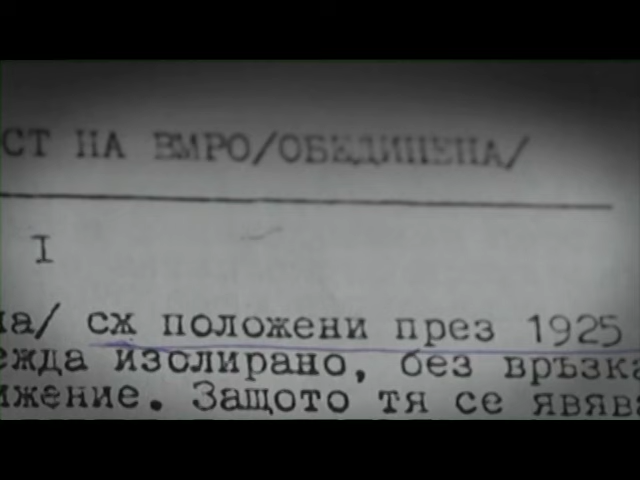 СТ НА ВМРО/ОБЕДИНЕНА/
I
на/ сж положени през 1925
ежда изолирано, без връзка
ижение. Защото тя се явява